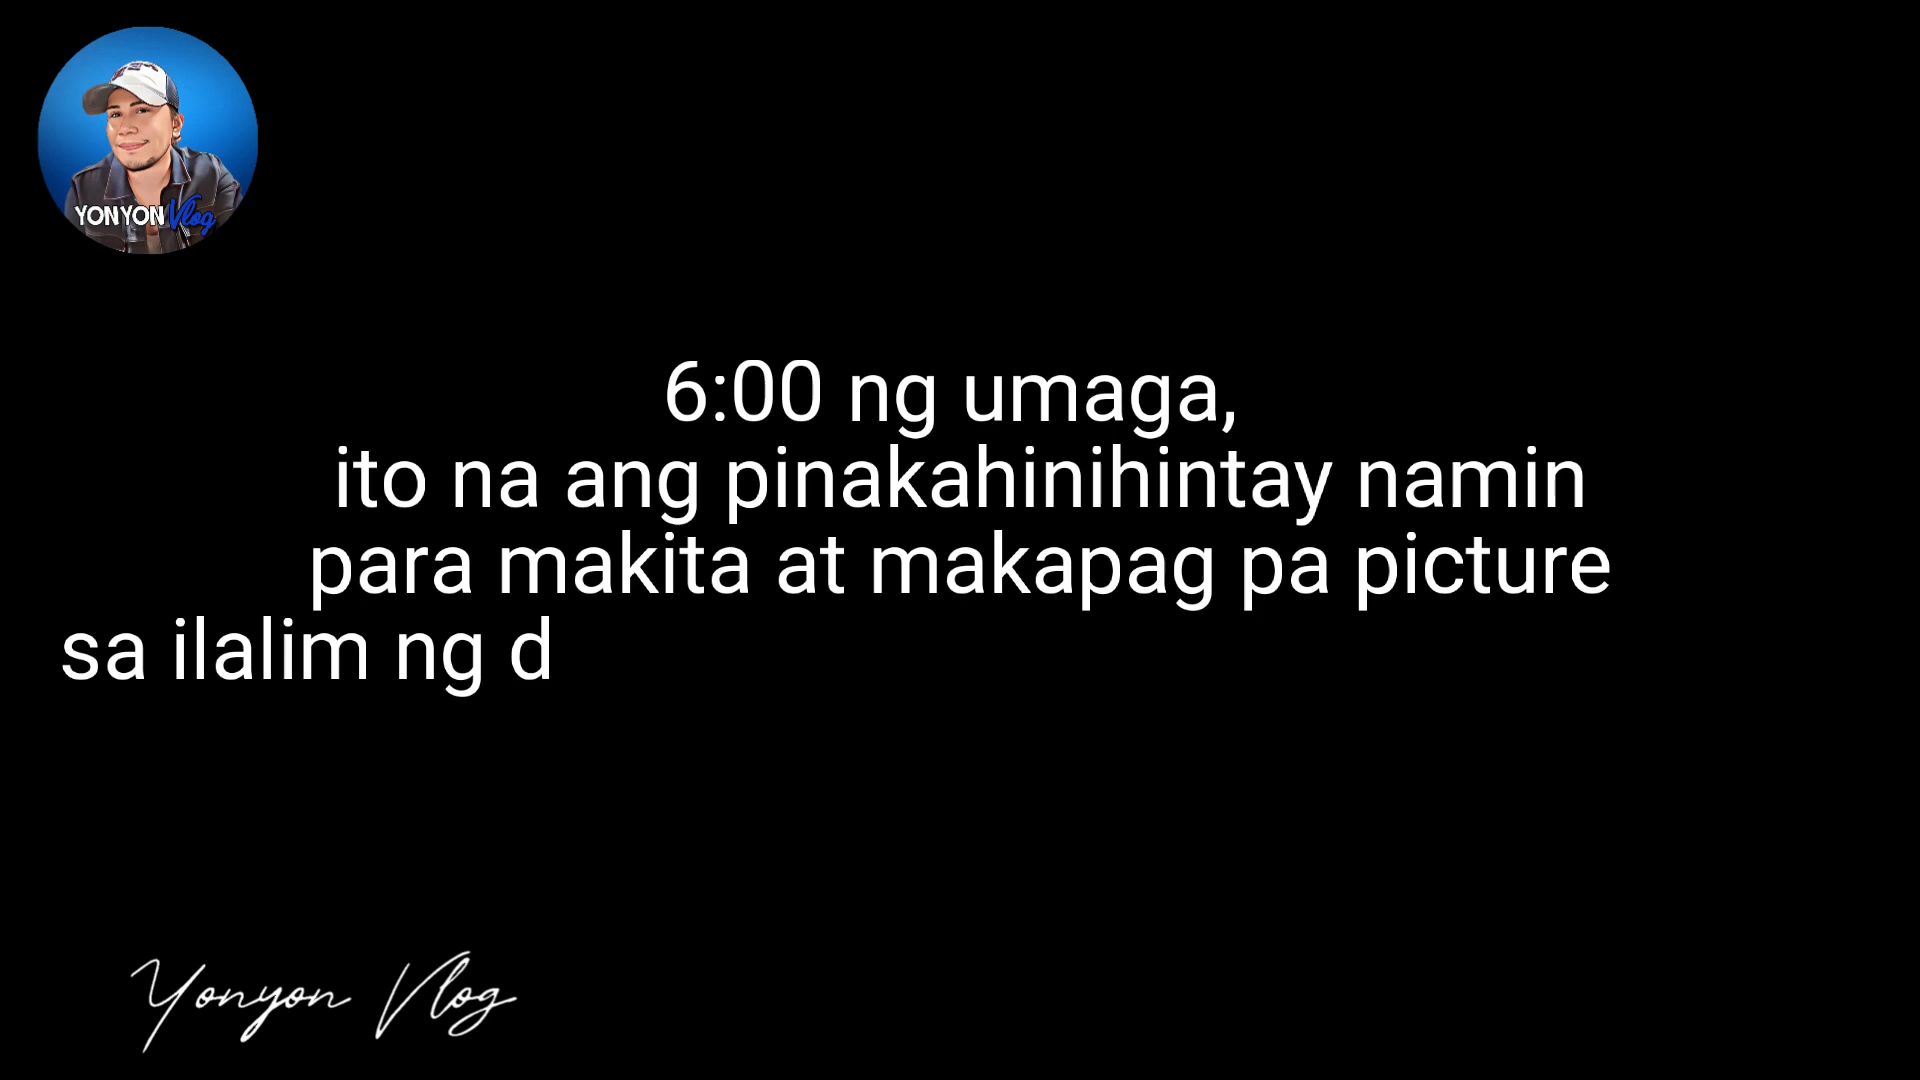 YONYON Vlog
6:00 ng umaga,
ito na ang pinakahinihintay namin
para makita at makapag pa picture
sa ilalim ng d
Yonyon Vlog